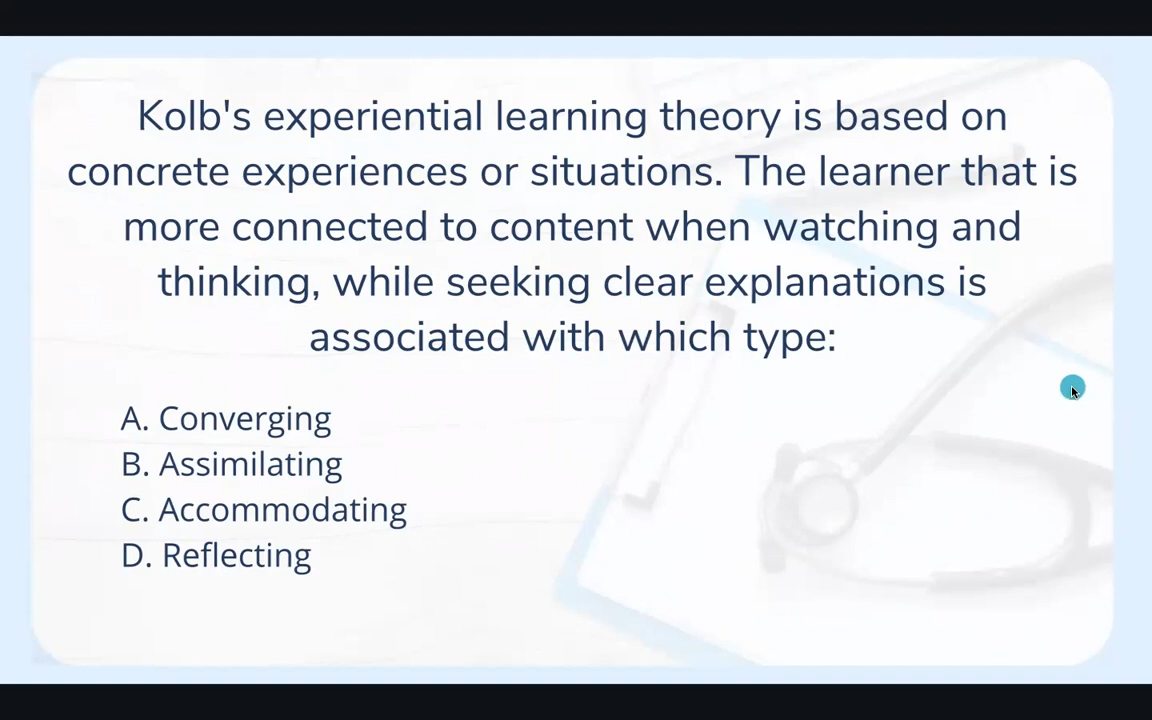 Kolb's experiential learning theory is based on
concrete experiences or situations. The learner that is
more connected to content when watching and
thinking, while seeking clear explanations is
associated with which type:
A. Converging
B. Assimilating
C. Accommodating
D. Reflecting